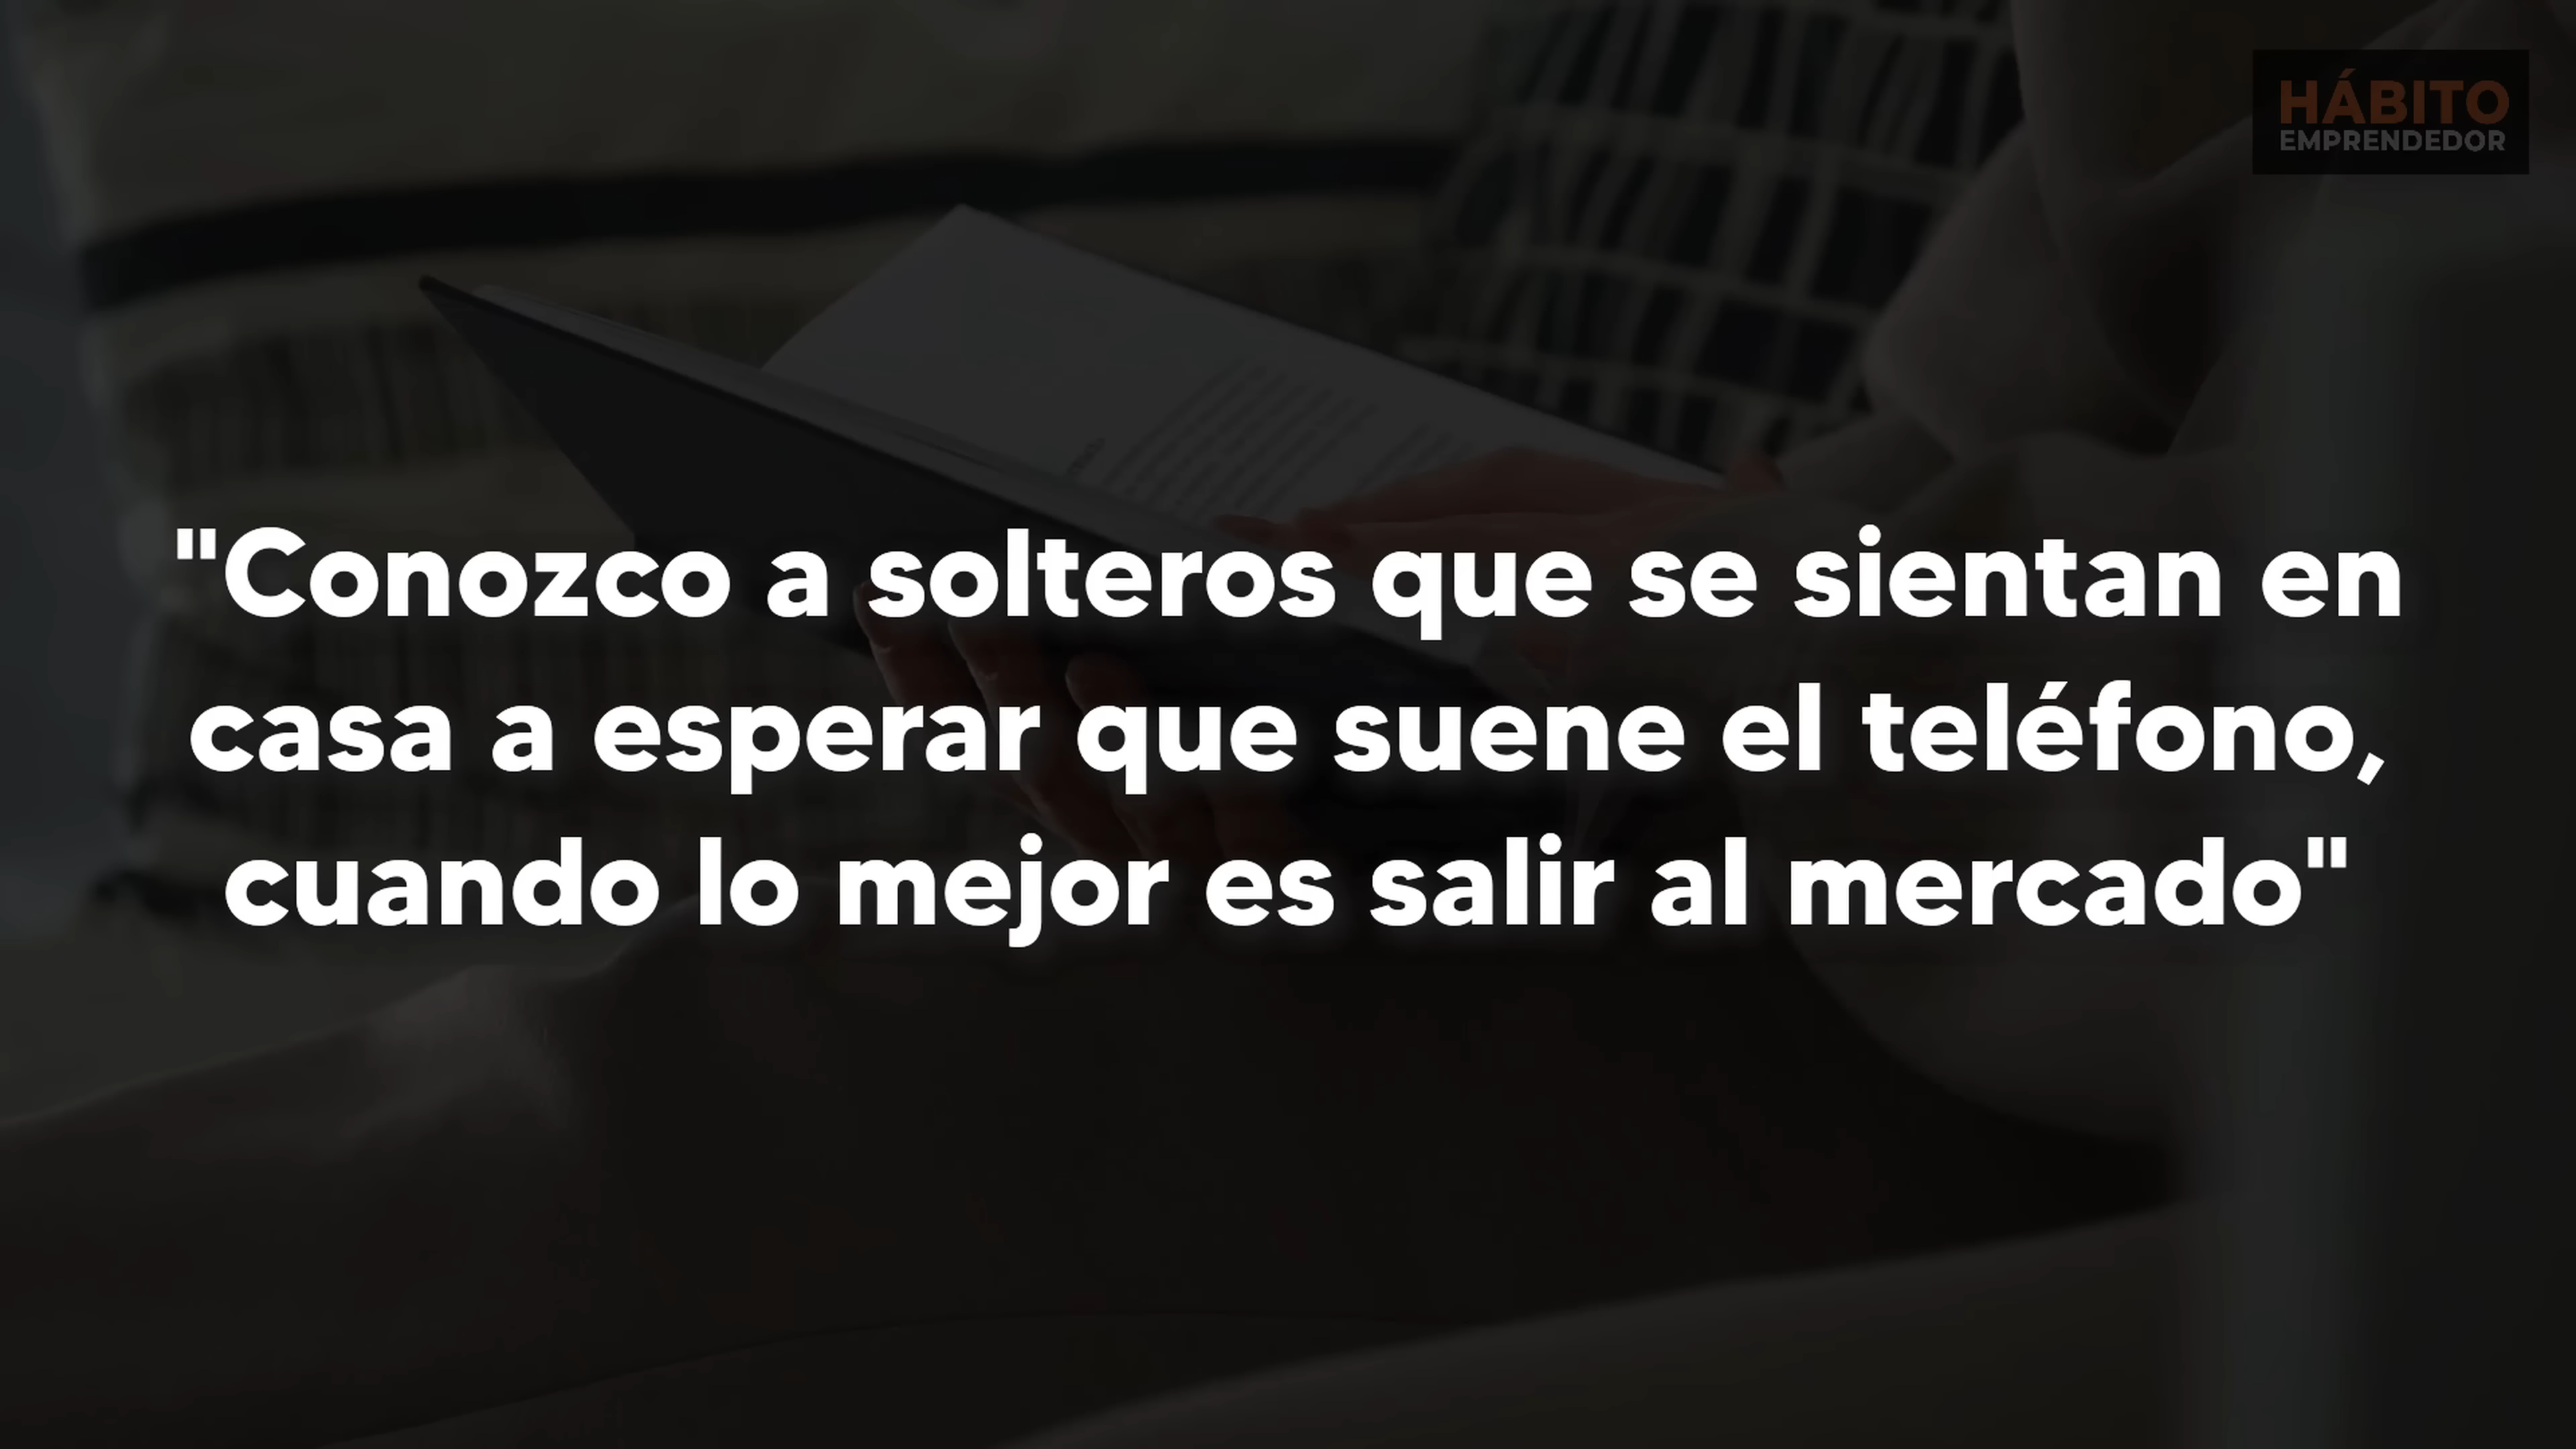 HÁBITO
EMPRENDEDOR
"Conozco a solteros que se sientan en
casa a esperar que suene el teléfono,
cuando lo mejor es salir al mercado"